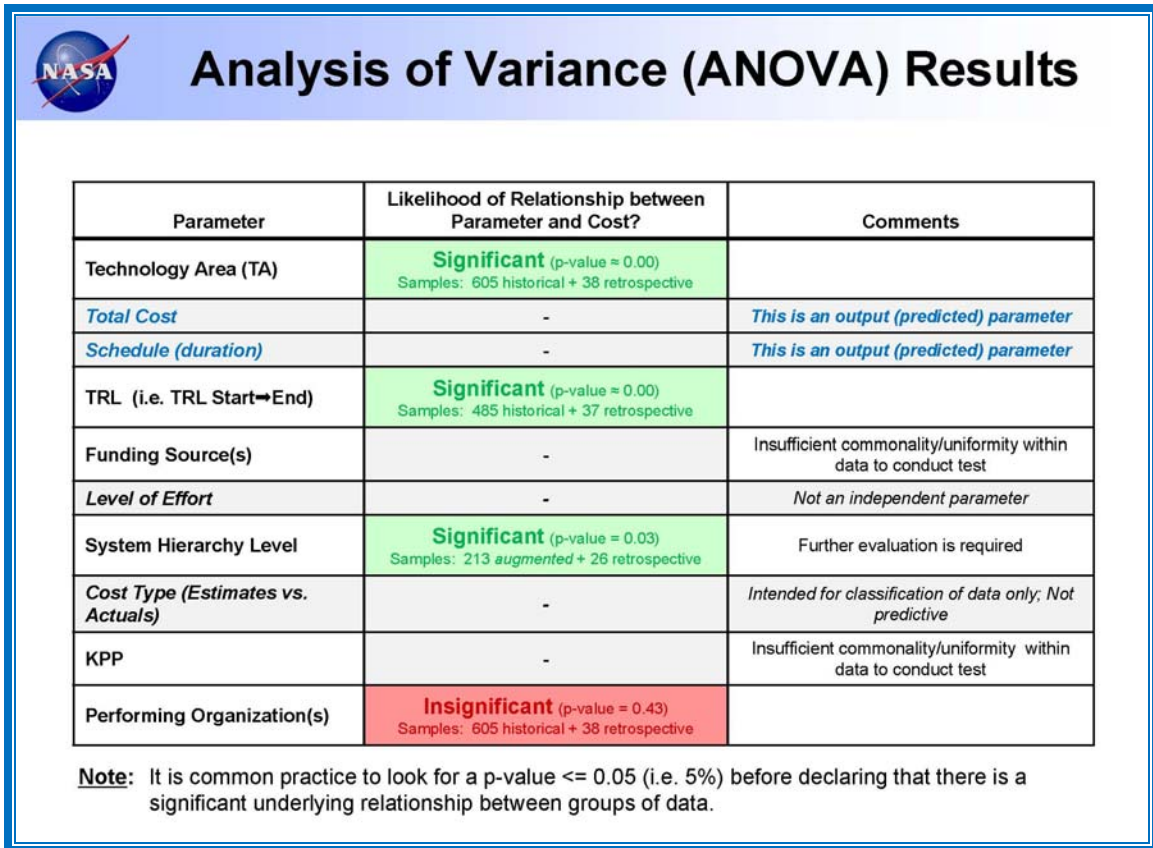 NASA
Analysis of Variance (ANOVA) Results
Parameter
Likelihood of Relationship between
Parameter and Cost?
Comments
Technology Area (TA)
Significant (p-value ≈ 0.00)
Samples: 605 historical + 38 retrospective
Total Cost
-
This is an output (predicted) parameter
Schedule (duration)
-
This is an output (predicted) parameter
TRL (i.e. TRL Start➡End)
Significant (p-value ≈ 0.00)
Samples: 485 historical + 37 retrospective
Funding Source(s)
-
Insufficient commonality/uniformity within
data to conduct test
Level of Effort
-
Not an independent parameter
System Hierarchy Level
Significant (p-value = 0.03)
Samples: 213 augmented + 26 retrospective
Further evaluation is required
Cost Type (Estimates vs.
Actuals)
-
Intended for classification of data only; Not
predictive
KPP
-
Insufficient commonality/uniformity within
data to conduct test
Performing Organization(s)
Insignificant (p-value = 0.43)
Samples: 605 historical + 38 retrospective
Note: It is common practice to look for a p-value <= 0.05 (i.e. 5%) before declaring that there is a
significant underlying relationship between groups of data.